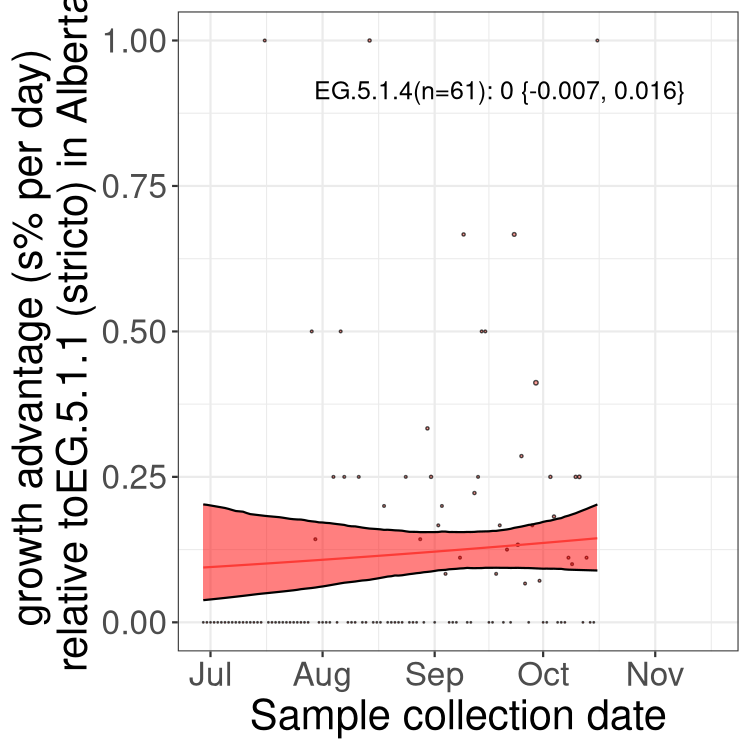 growth advantage (s% per day)
relative toEG.5.1.1 (stricto) in Alberta
1.00
0.75
0.50
0.25
0.00
EG.5.1.4(n=61): 0 {-0.007, 0.016}
Jul Aug Sep Oct Nov
Sample collection date